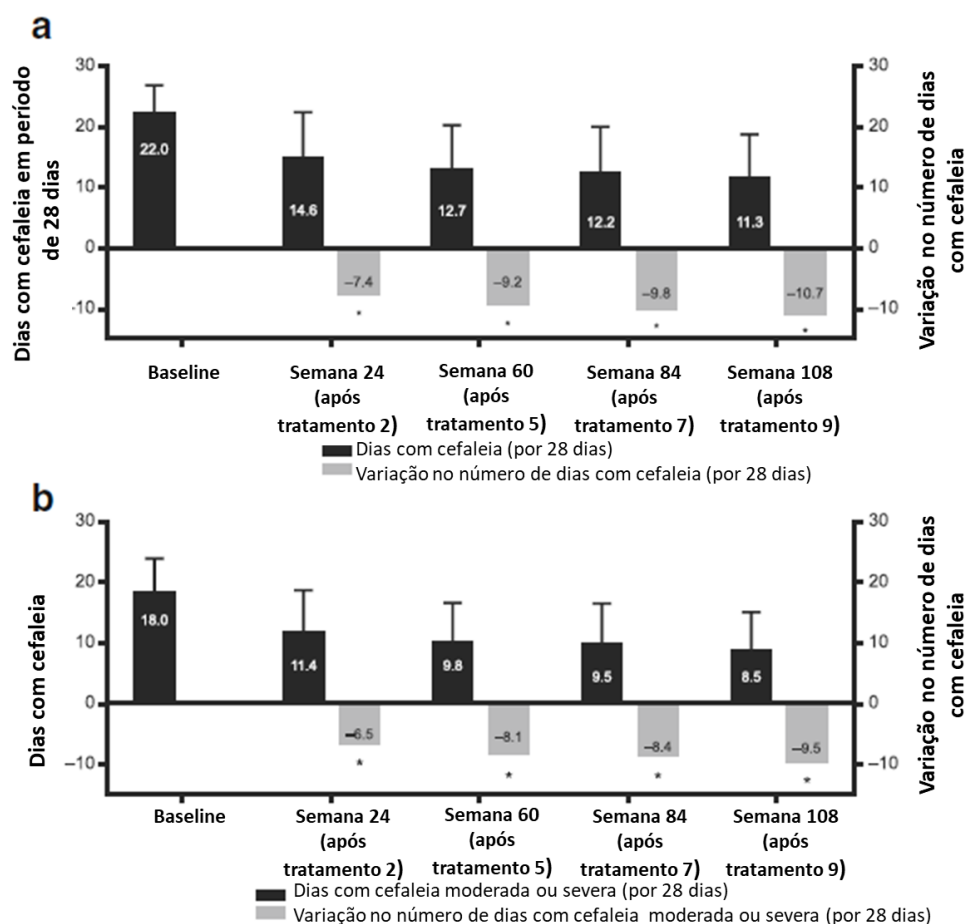 a
Dias com cefaleia em período
de 28 dias
30
20
10
0
-10
22.0
14.6
12.7
12.2
11.3
–7.4
–9.2
–9.8
–10.7
*
*
*
*
30
20
10
0
–10
Variação no número de dias
com cefaleia
Baseline
Semana 24
(após
tratamento 2)
Semana 60
(após
tratamento 5)
Semana 84
(após
tratamento 7)
Semana 108
(após
tratamento 9)
Dias com cefaleia (por 28 dias)
Variação no número de dias com cefaleia (por 28 dias)
b
Dias com cefaleia
30
20
10
0
–10
18.0
11.4
9.8
9.5
8.5
–6.5
–8.1
–8.4
–9.5
*
*
*
*
30
20
10
0
–10
Variação no número de dias
com cefaleia
Baseline
Semana 24
(após
tratamento 2)
Semana 60
(após
tratamento 5)
Semana 84
(após
tratamento 7)
Semana 108
(após
tratamento 9)
Dias com cefaleia moderada ou severa (por 28 dias)
Variação no número de dias com cefaleia moderada ou severa (por 28 dias)